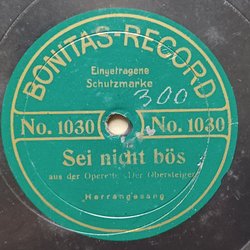 BONITAS-RECORD
Eingetragene
Schutzmarke
300
No. 1030 No. 1030
Sei nicht bös
aus der Operette „Der Obersteiger"
Herrengesang